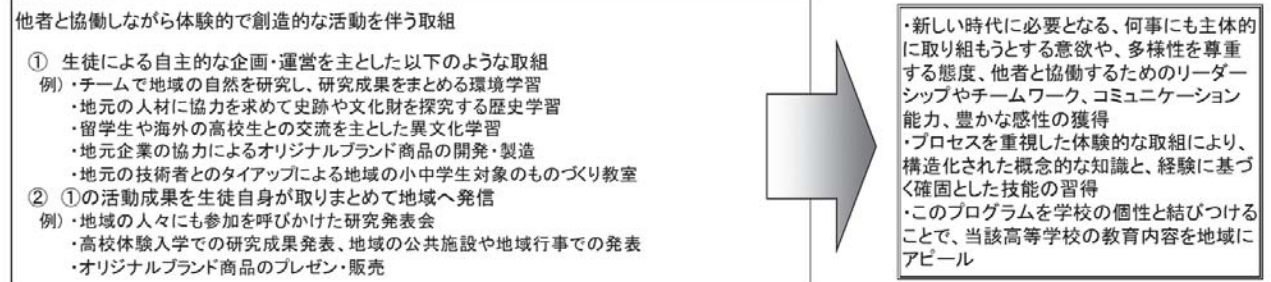 他者と協働しながら体験的で創造的な活動を伴う取組
① 生徒による自主的な企画・運営を主とした以下のような取組
例）・チームで地域の自然を研究し、研究成果をまとめる環境学習
・地元の人材に協力を求めて史跡や文化財を探究する歴史学習
・留学生や海外の高校生との交流を主とした異文化学習
・地元企業の協力によるオリジナルブランド商品の開発・製造
・地元の技術者とのタイアップによる地域の小中学生対象のものづくり教室
② ①の活動成果を生徒自身が取りまとめて地域へ発信
例）・地域の人々にも参加を呼びかけた研究発表会
・高校体験入学での研究成果発表、地域の公共施設や地域行事での発表
・オリジナルブランド商品のプレゼン・販売
・新しい時代に必要となる、何事にも主体的
に取り組もうとする意欲や、多様性を尊重
する態度、他者と協働するためのリーダー
シップやチームワーク、コミュニケーション
能力、豊かな感性の獲得
・プロセスを重視した体験的な取組により、
構造化された概念的な知識と、経験に基づ
く確固とした技能の習得
・このプログラムを学校の個性と結びつける
ことで、当該高等学校の教育内容を地域に
アピール